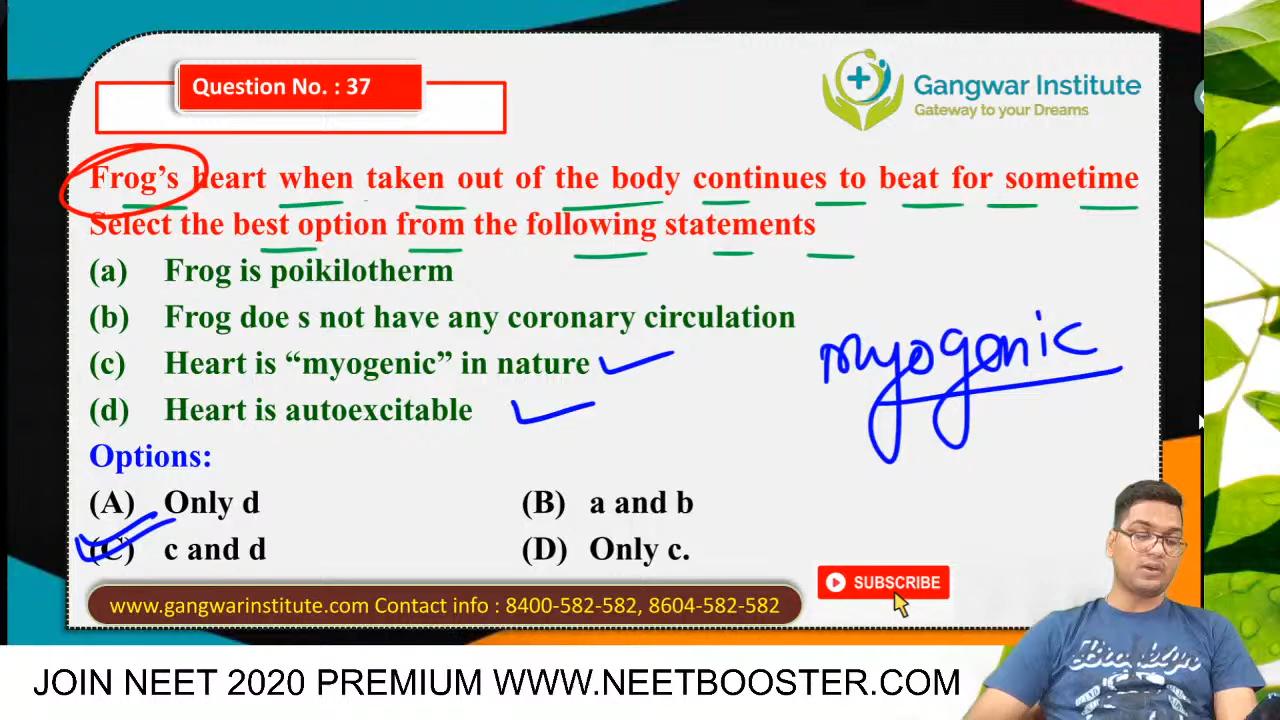 Question No. : 37
Gangwar Institute
Gateway to your Dreams
Frog’s heart when taken out of the body continues to beat for sometime
Select the best option from the following statements
(a) Frog is poikilotherm
(b) Frog doe s not have any coronary circulation
(c) Heart is “myogenic” in nature
(d) Heart is autoexcitable
myogenic
Options:
(A) Only d (B) a and b
(C) c and d (D) Only c.
www.gangwarinstitute.com Contact info : 8400-582-582, 8604-582-582
SUBSCRIBE
JOIN NEET 2020 PREMIUM WWW.NEETBOOSTER.COM